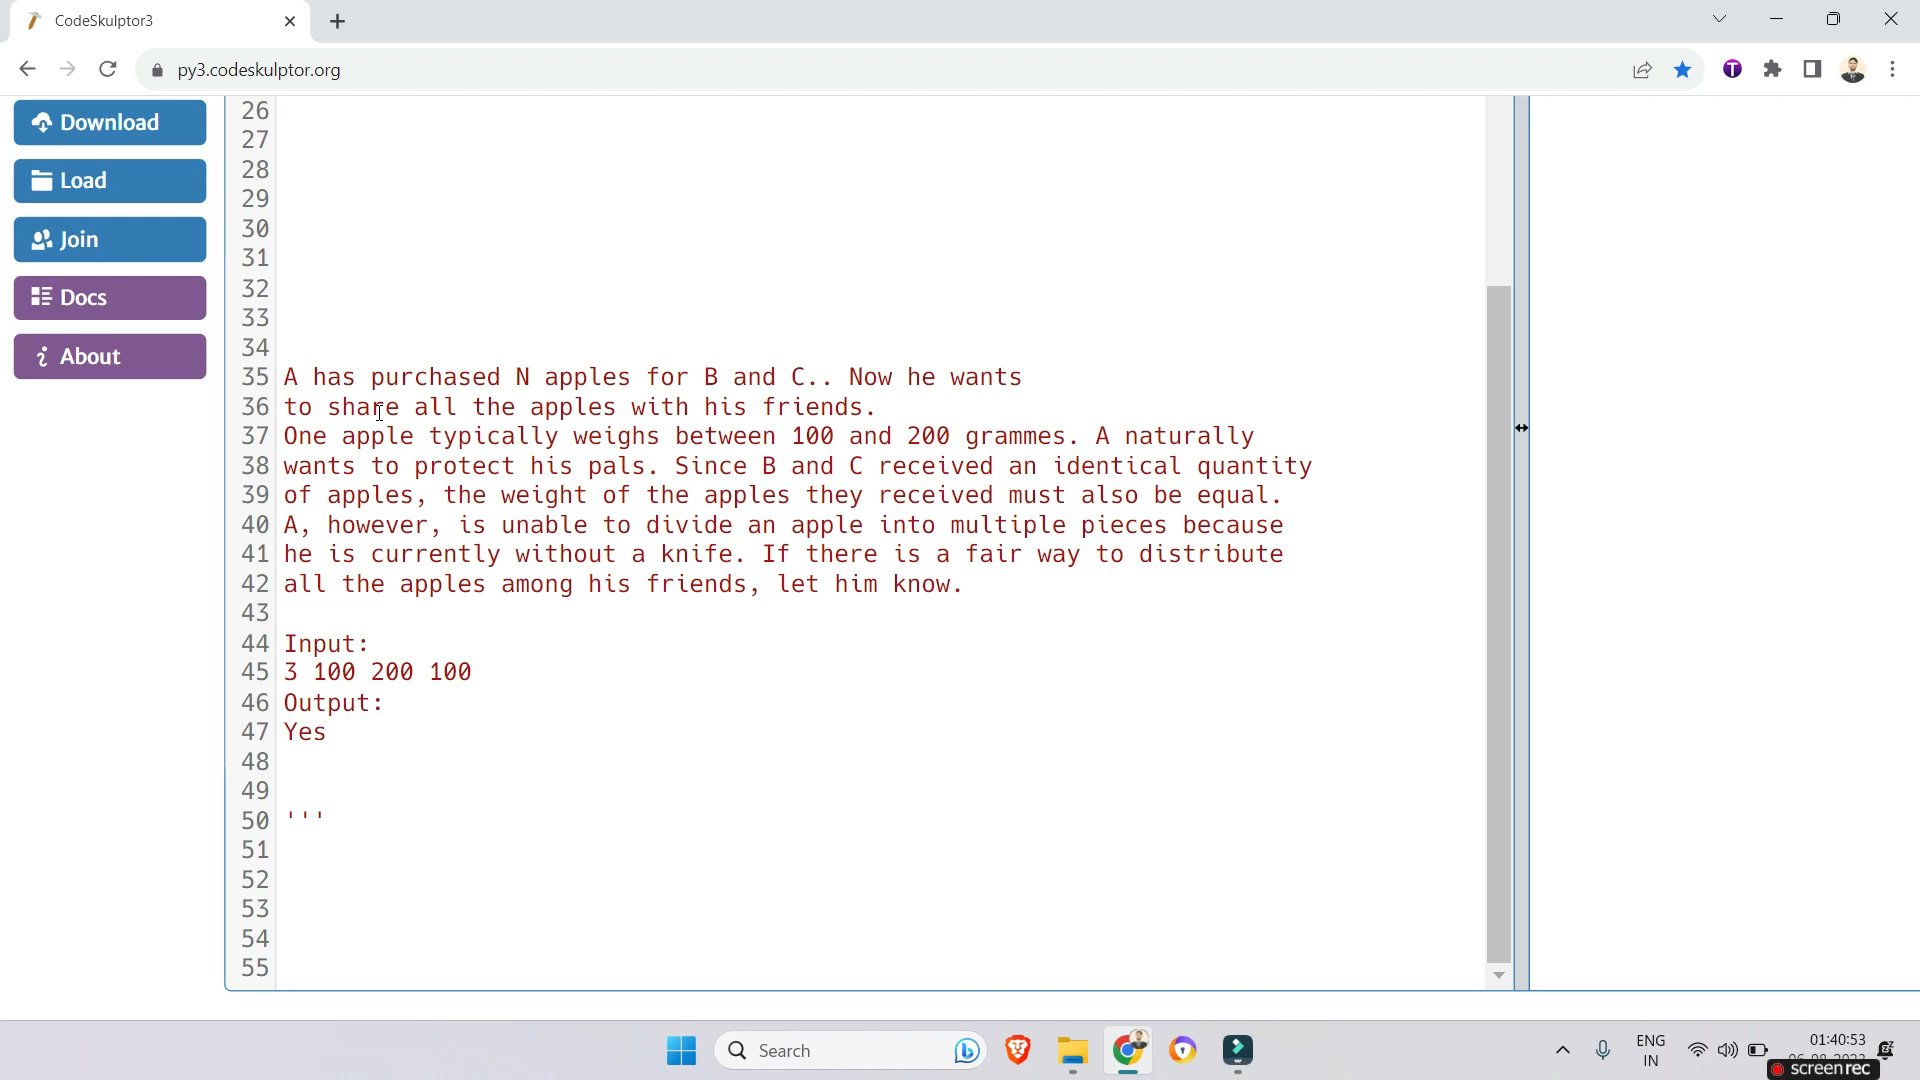 CodeSkulptor3
py3.codeskulptor.org
Download
Load
Join
Docs
About
26
27
28
29
30
31
32
33
34
35 A has purchased N apples for B and C.. Now he wants
36 to share all the apples with his friends.
37 One apple typically weighs between 100 and 200 grammes. A naturally
38 wants to protect his pals. Since B and C received an identical quantity
39 of apples, the weight of the apples they received must also be equal.
40 A, however, is unable to divide an apple into multiple pieces because
41 he is currently without a knife. If there is a fair way to distribute
42 all the apples among his friends, let him know.
43
44 Input:
45 3 100 200 100
46 Output:
47 Yes
48
49
50 '''
51
52
53
54
55
Search
ENG
IN
01:40:53
screenrec